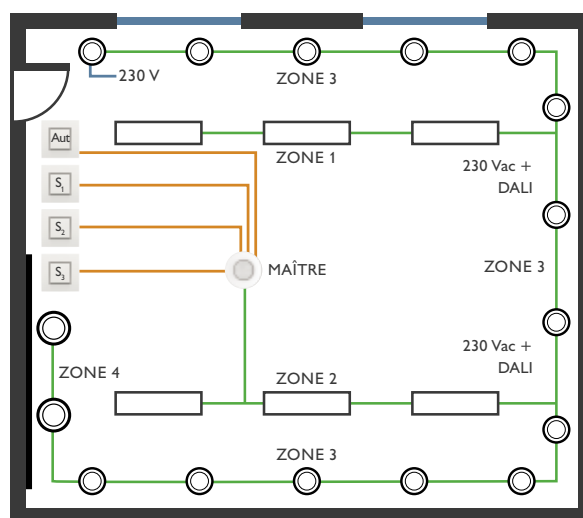 230 V
ZONE 3
Aut
ZONE 1
230 Vac +
DALI
S₁
S₂
S₃
MAÎTRE
ZONE 3
230 Vac +
DALI
ZONE 4
ZONE 2
ZONE 3